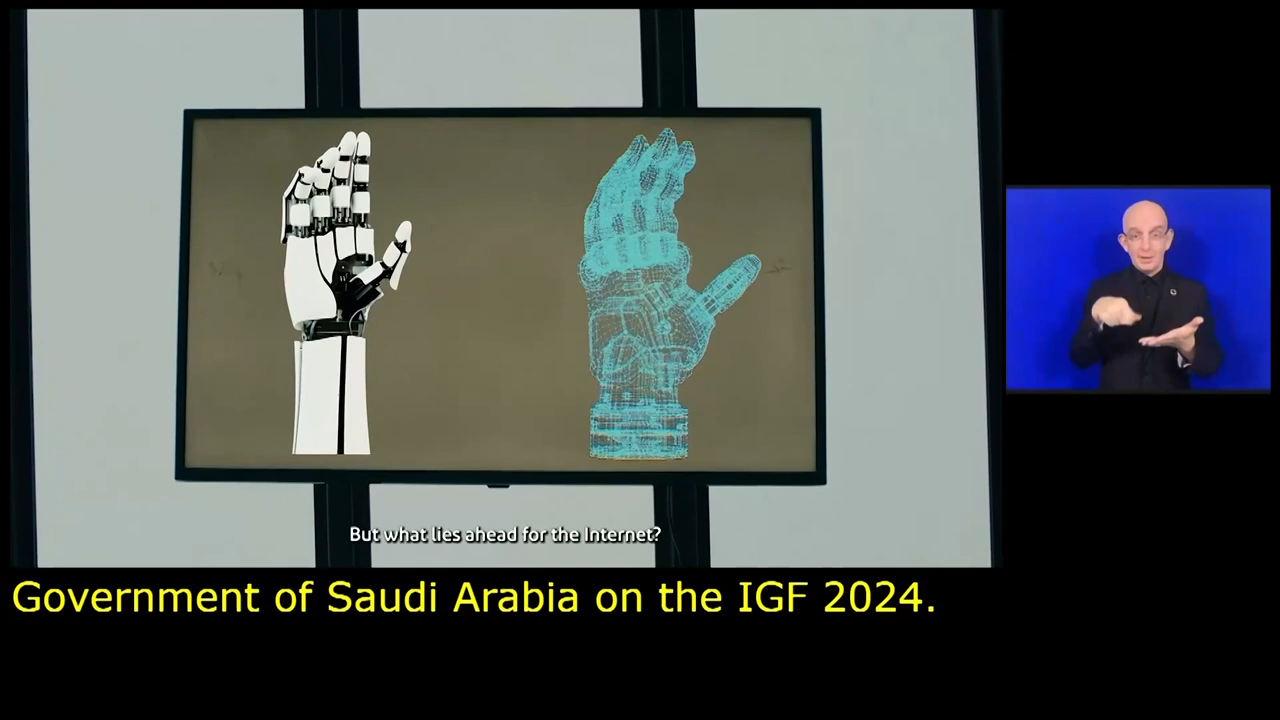 But what lies ahead for the Internet?
Government of Saudi Arabia on the IGF 2024.